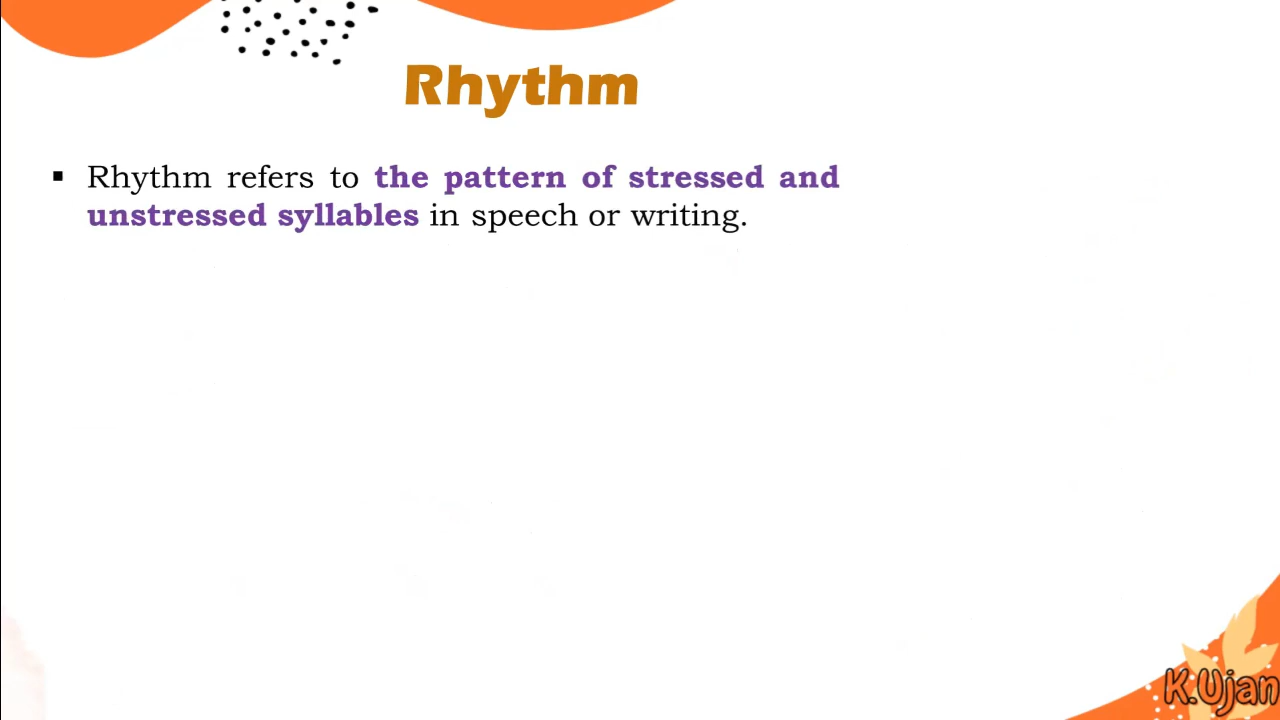 Rhythm
▪ Rhythm refers to the pattern of stressed and
unstressed syllables in speech or writing.
K.Ujan